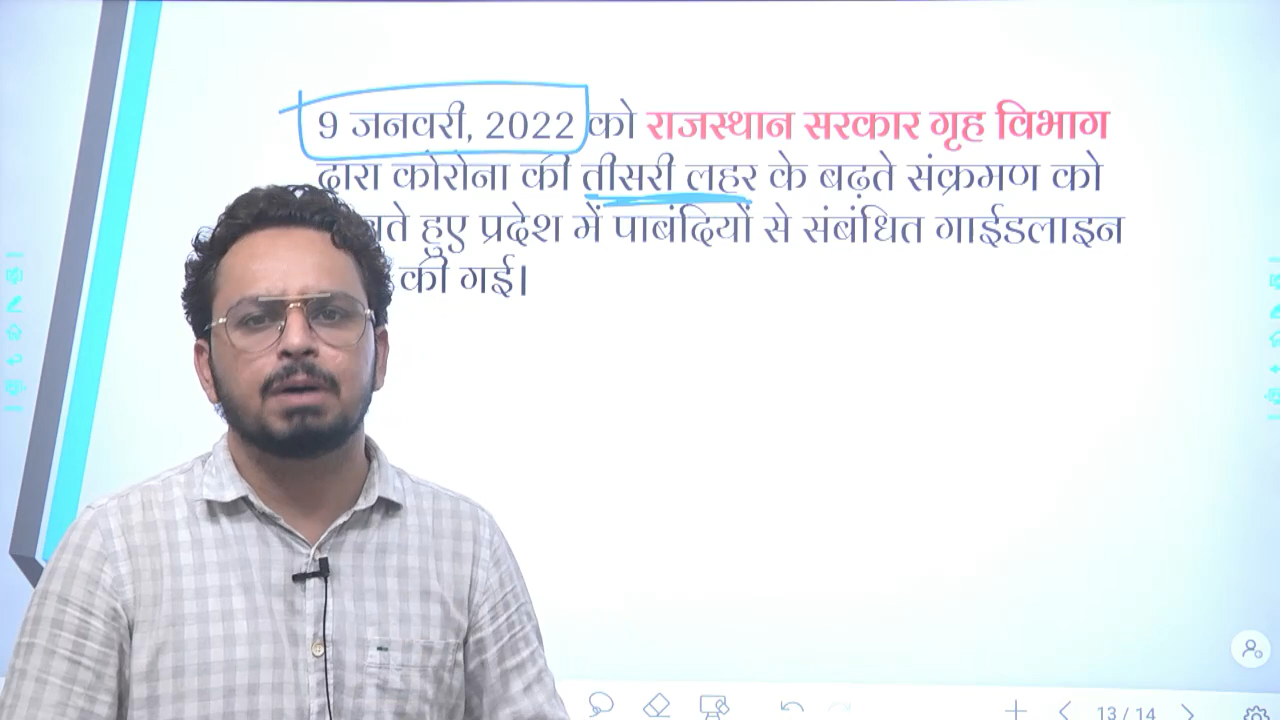 9 जनवरी, 2022 को राजस्थान सरकार गृह विभाग
द्वारा कोरोना की तीसरी लहर के बढ़ते संक्रमण को
हुए प्रदेश में पाबंदियों से संबंधित गाईडलाइन
की गई।
13/14